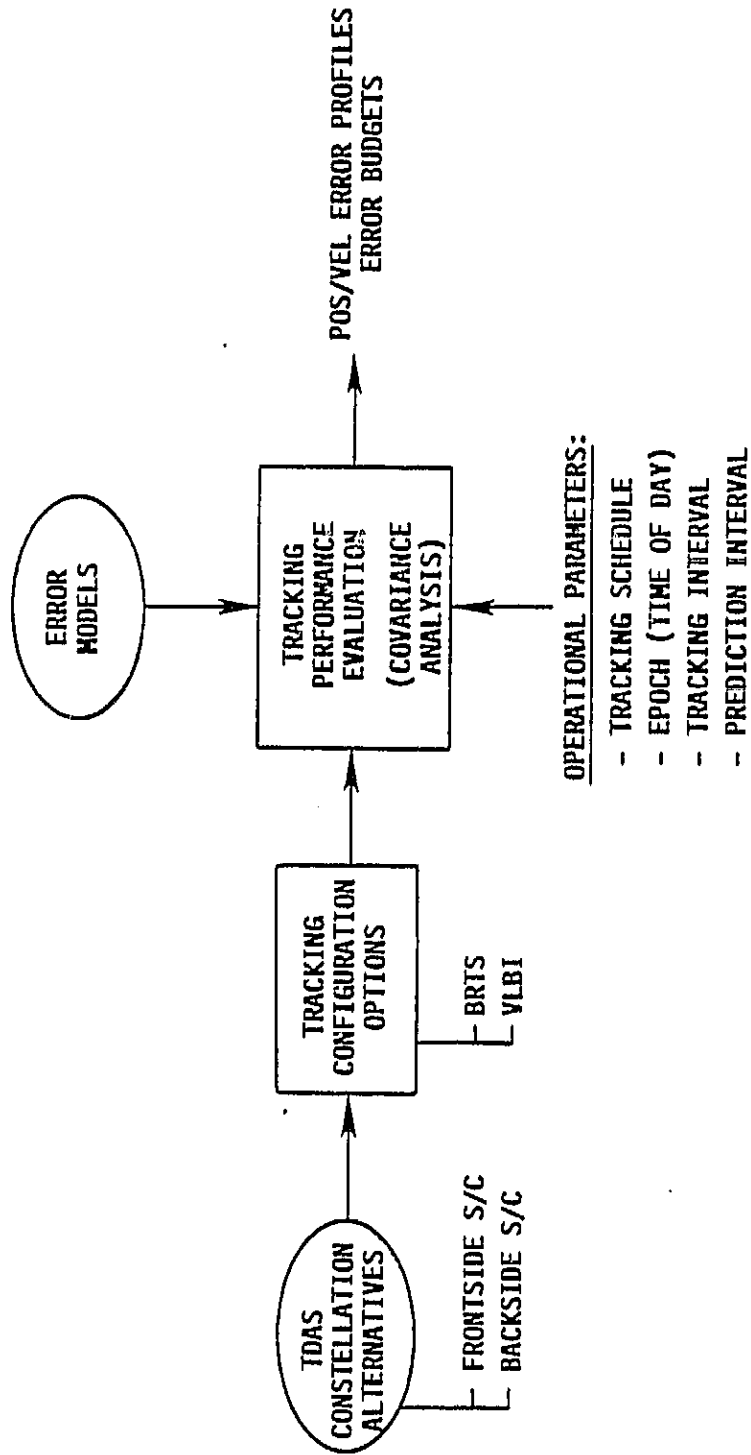 TDAS
CONSTELLATION
ALTERNATIVES
- FRONTSIDE S/C
- BACKSIDE S/C
TRACKING
CONFIGURATION
OPTIONS
- BRTS
- VLBI
ERROR
MODELS
TRACKING
PERFORMANCE
EVALUATION
(COVARIANCE
ANALYSIS)
OPERATIONAL PARAMETERS:
- TRACKING SCHEDULE
- EPOCH (TIME OF DAY)
- TRACKING INTERVAL
- PREDICTION INTERVAL
POS/VEL ERROR PROFILES
ERROR BUDGETS